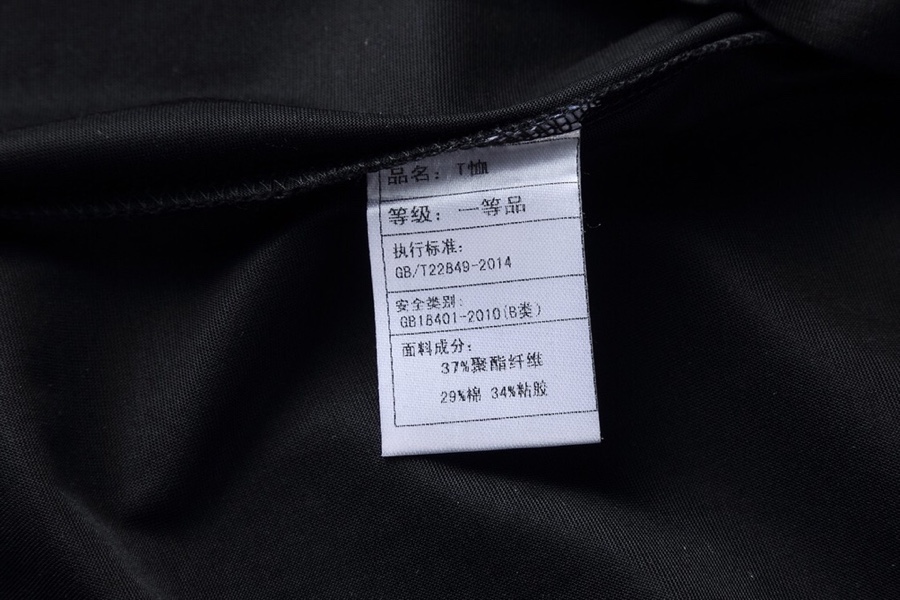 品名：T恤
等级：一等品
执行标准：
GB/T22849-2014
安全类别：
GB18401-2010(B类)
面料成分：
37%聚酯纤维
29%棉 34%粘胶